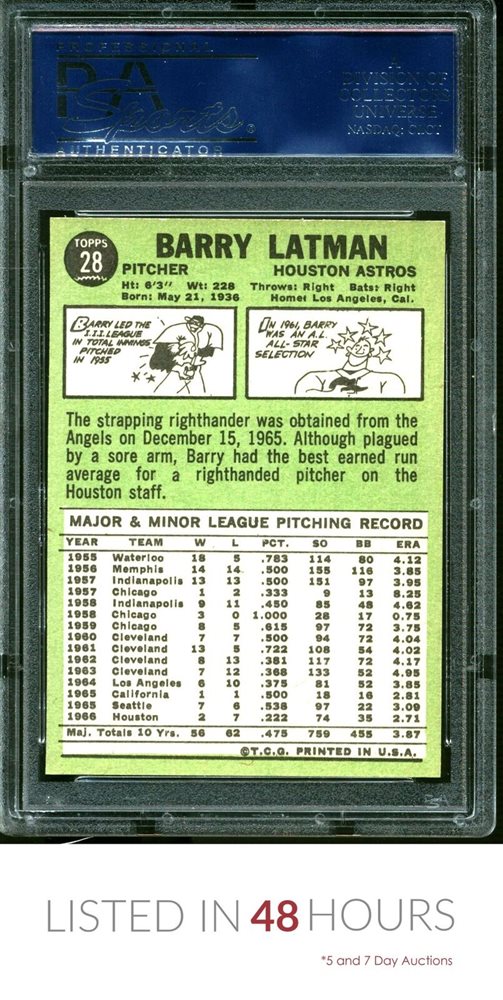 PROFESSIONAL
PSA
Sports®
AUTHENTICATOR
A
DIVISION OF
COLLECTORS
UNIVERSE
NASDAQ: CLCT
TOPPS
28
BARRY LATMAN
PITCHER HOUSTON ASTROS
Ht: 6'3" Wt: 228 Throws: Right Bats: Right
Born: May 21, 1936 Home: Los Angeles, Cal.
BARRY LED THE
I.I.I. LEAGUE
IN TOTAL INNINGS
PITCHED
IN 1955
IN 1961, BARRY
WAS AN A.L.
ALL-STAR
SELECTION
The strapping righthander was obtained from the
Angels on December 15, 1965. Although plagued
by a sore arm, Barry had the best earned run
average for a righthanded pitcher on the
Houston staff.
MAJOR & MINOR LEAGUE PITCHING RECORD
YEAR TEAM W L PCT. SO BB ERA
1955 Waterloo 18 5 .783 114 80 4.12
1956 Memphis 14 14 .500 155 116 3.85
1957 Indianapolis 13 13 .500 151 97 3.95
1957 Chicago 1 2 .333 9 13 8.25
1958 Indianapolis 9 11 .450 85 48 4.62
1958 Chicago 3 0 1.000 28 17 0.75
1959 Chicago 8 5 .615 97 72 3.75
1960 Cleveland 7 7 .500 94 72 4.04
1961 Cleveland 13 5 .722 108 54 4.02
1962 Cleveland 8 13 .381 117 72 4.17
1963 Cleveland 7 12 .368 133 52 4.95
1964 Los Angeles 6 10 .375 81 52 3.85
1965 California 1 1 .500 18 16 2.81
1965 Seattle 7 6 .538 97 22 3.09
1966 Houston 2 7 .222 74 35 2.71
Maj. Totals 10 Yrs. 56 62 .475 759 455 3.87
©T.C.G. PRINTED IN U.S.A.
LISTED IN 48 HOURS
*5 and 7 Day Auctions